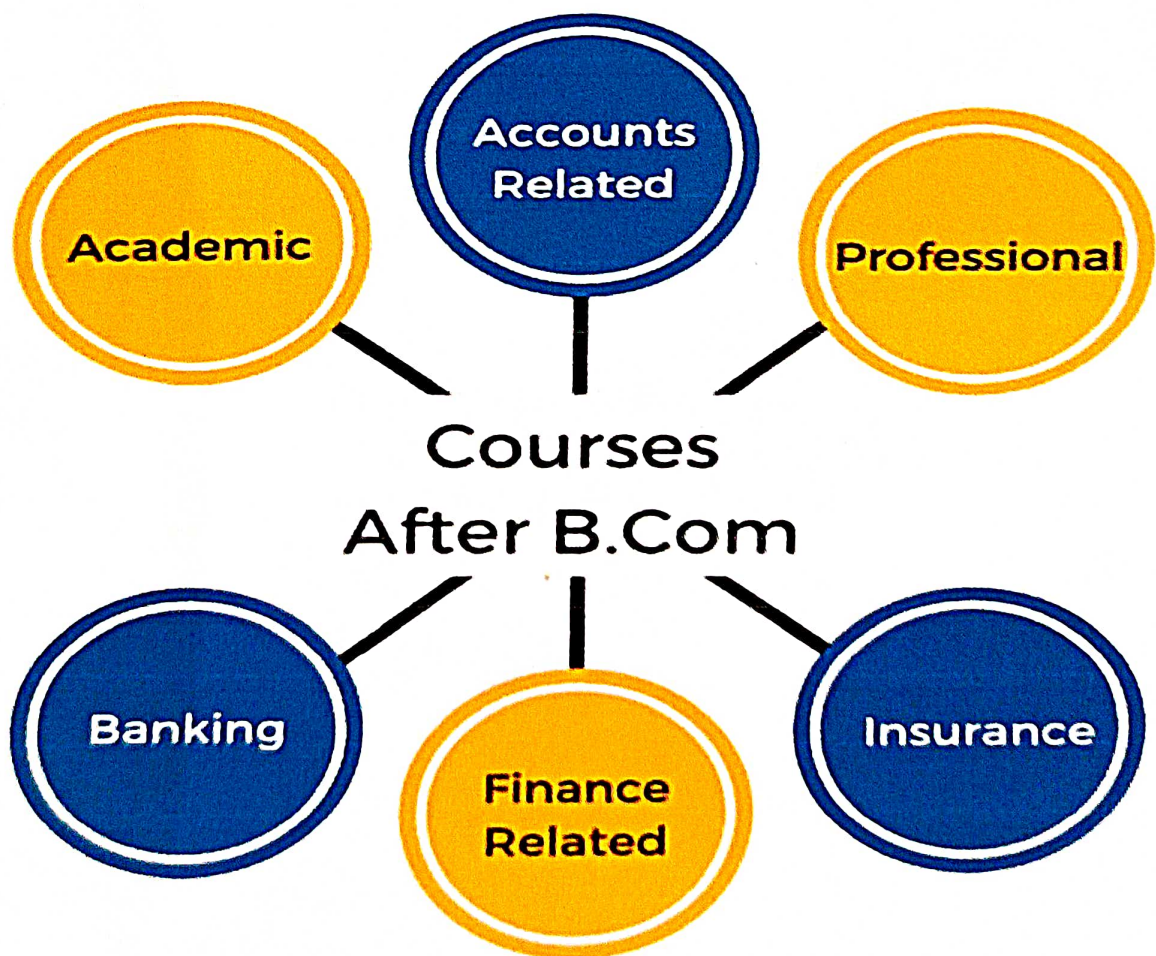 Accounts
Related
Academic
Professional
Courses
After B.Com
Banking
Finance
Related
Insurance